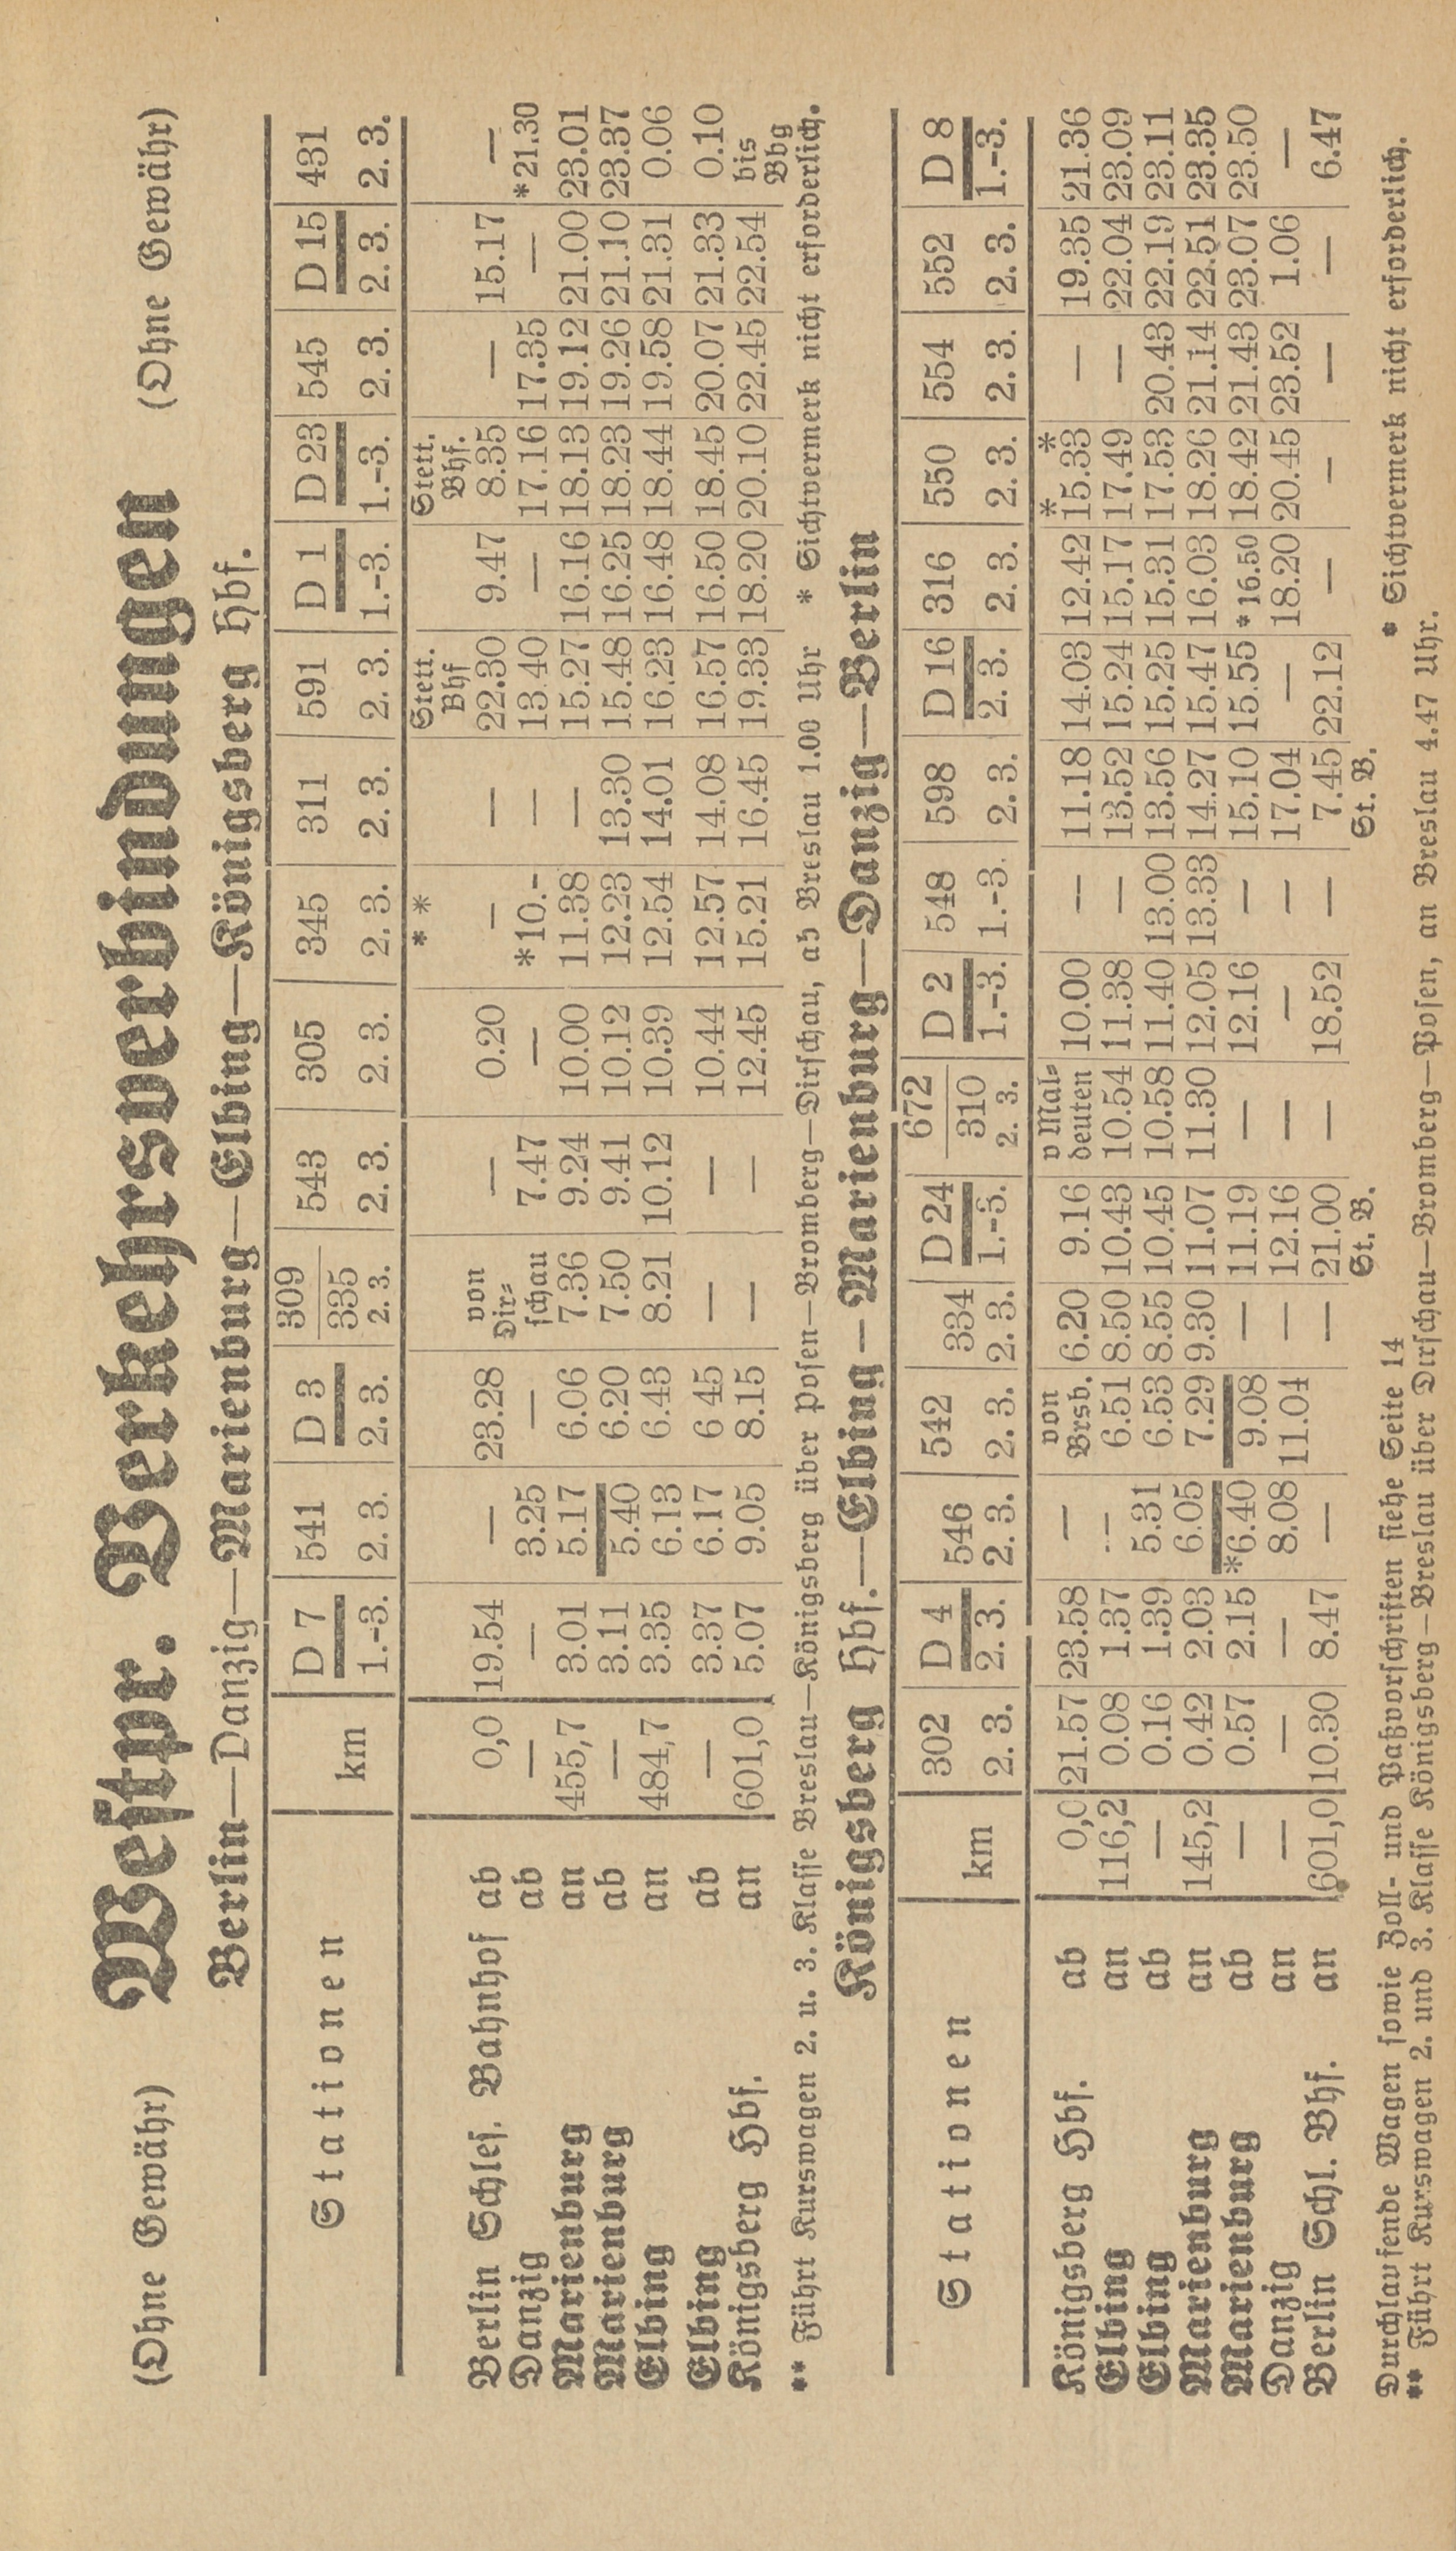 (Ohne Gewähr) Westpr. Verkehrsverbindungen (Ohne Gewähr)
Berlin—Danzig—Marienburg—Elbing—Königsberg Hbf.
Stationen | km | D 7 | 541 | D 3 | 309 335 | 543 | 305 | 345 | 311 | 591 | D 1 | D 23 | 545 | D 15 | 431
1.-3. | 2. 3. | 2. 3. | 2. 3. | 2. 3. | 2. 3. | 2. 3. | 2. 3. | 2. 3. | 1.-3. | 1.-3. | 2. 3. | 2. 3. | 2. 3.
* * | Stett. Bhf | Stett. Bhf.
Berlin Schles. Bahnhof ab | 0,0 | 19.54 | — | 23.28 | von Dir- | — | 0.20 | — | — | 22.30 | 9.47 | 8.35 | — | 15.17 | —
Danzig ab | — | — | 3.25 | — | schau | 7.47 | — | *10.- | — | 13.40 | — | 17.16 | 17.35 | — | *21.30
Marienburg an | 455,7 | 3.01 | 5.17 | 6.06 | 7.36 | 9.24 | 10.00 | 11.38 | — | 15.27 | 16.16 | 18.13 | 19.12 | 21.00 | 23.01
Marienburg ab | — | 3.11 | 5.40 | 6.20 | 7.50 | 9.41 | 10.12 | 12.23 | 13.30 | 15.48 | 16.25 | 18.23 | 19.26 | 21.10 | 23.37
Elbing an | 484,7 | 3.35 | 6.13 | 6.43 | 8.21 | 10.12 | 10.39 | 12.54 | 14.01 | 16.23 | 16.48 | 18.44 | 19.58 | 21.31 | 0.06
Elbing ab | — | 3.37 | 6.17 | 6 45 | — | — | 10.44 | 12.57 | 14.08 | 16.57 | 16.50 | 18.45 | 20.07 | 21.33 | 0.10
Königsberg Hbf. an | 601,0 | 5.07 | 9.05 | 8.15 | — | — | 12.45 | 15.21 | 16.45 | 19.33 | 18.20 | 20.10 | 22.45 | 22.54 | bis Bbg
** Führt Kurswagen 2. u. 3. Klasse Breslau—Königsberg über Posen—Bromberg—Dirschau, ab Breslau 1.00 Uhr * Sichtvermerk nicht erforderlich.
Königsberg Hbf.—Elbing—Marienburg—Danzig—Berlin
Stationen | km | 302 | D 4 | 546 | 542 | 334 | D 24 | 672 310 | D 2 | 548 | 598 | D 16 | 316 | 550 | 554 | 552 | D 8
2. 3. | 2. 3. | 2. 3. | 2. 3. | 2. 3. | 1.-3. | 2. 3. | 1.-3. | 1.-3. | 2. 3. | 2. 3. | 2. 3. | 2. 3. | 2. 3. | 2. 3. | 1.-3.
Königsberg Hbf. ab | 0,0 | 21.57 | 23.58 | — | von Brsb. | 6.20 | 9.16 | v Mal- deuten | 10.00 | — | 11.18 | 14.03 | 12.42 | * 15.33 * | — | 19.35 | 21.36
Elbing an | 116,2 | 0.08 | 1.37 | — | 6.51 | 8.50 | 10.43 | 10.54 | 11.38 | — | 13.52 | 15.24 | 15.17 | 17.49 | — | 22.04 | 23.09
Elbing ab | — | 0.16 | 1.39 | 5.31 | 6.53 | 8.55 | 10.45 | 10.58 | 11.40 | 13.00 | 13.56 | 15.25 | 15.31 | 17.53 | 20.43 | 22.19 | 23.11
Marienburg an | 145,2 | 0.42 | 2.03 | 6.05 | 7.29 | 9.30 | 11.07 | 11.30 | 12.05 | 13.33 | 14.27 | 15.47 | 16.03 | 18.26 | 21.14 | 22.51 | 23.35
Marienburg ab | — | 0.57 | 2.15 | *6.40 | 9.08 | — | 11.19 | — | 12.16 | — | 15.10 | 15.55 | *16.50 | 18.42 | 21.43 | 23.07 | 23.50
Danzig an | — | — | — | 8.08 | 11.04 | — | 12.16 | — | — | — | 17.04 | — | 18.20 | 20.45 | 23.52 | 1.06 | —
Berlin Schl. Bhf. an | 601,0 | 10.30 | 8.47 | — | — | 21.00 | — | 18.52 | — | 7.45 | 22.12 | — | — | — | — | 6.47
St. B. | St. B.
Durchlaufende Wagen sowie Zoll- und Paßvorschriften siehe Seite 14 * Sichtvermerk nicht erforderlich.
** Führt Kurswagen 2. und 3. Klasse Königsberg—Breslau über Dirschau—Bromberg—Posen, an Breslau 4.47 Uhr.